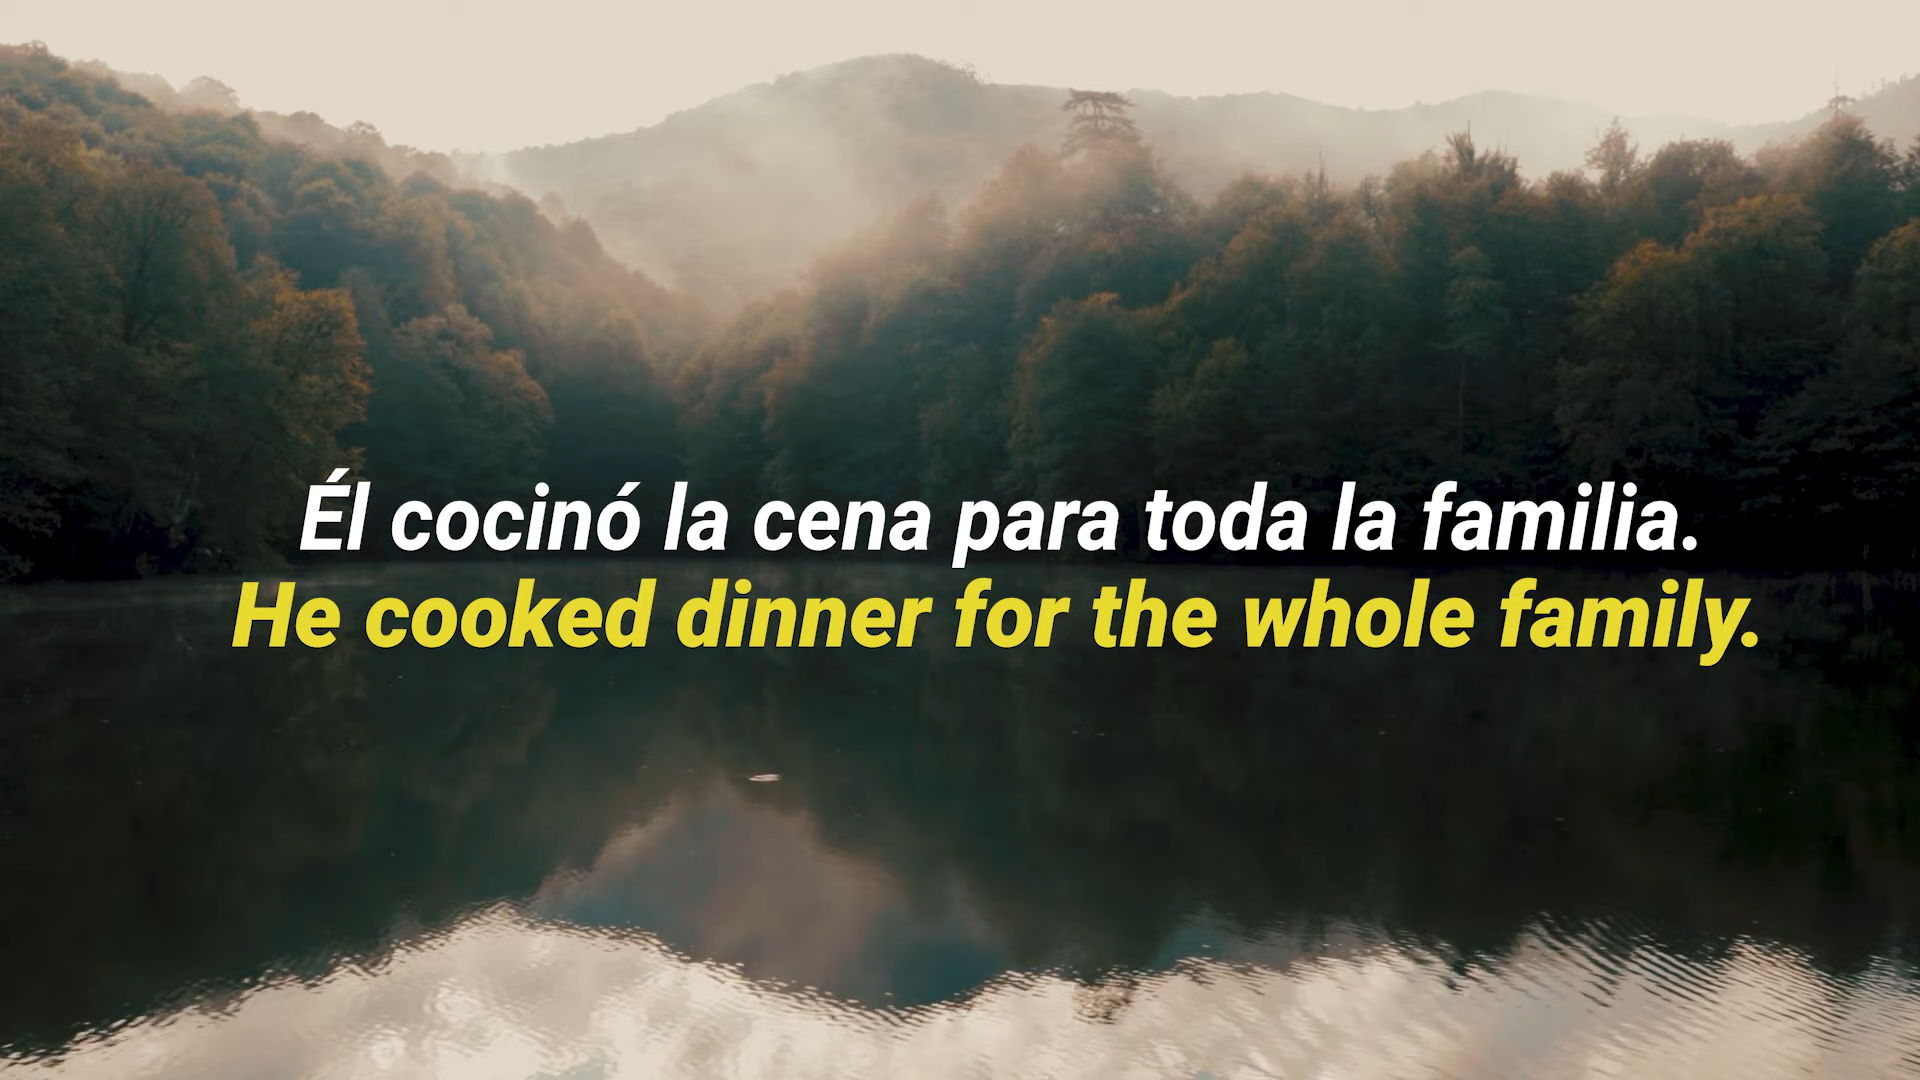 Él cocinó la cena para toda la familia.
He cooked dinner for the whole family.